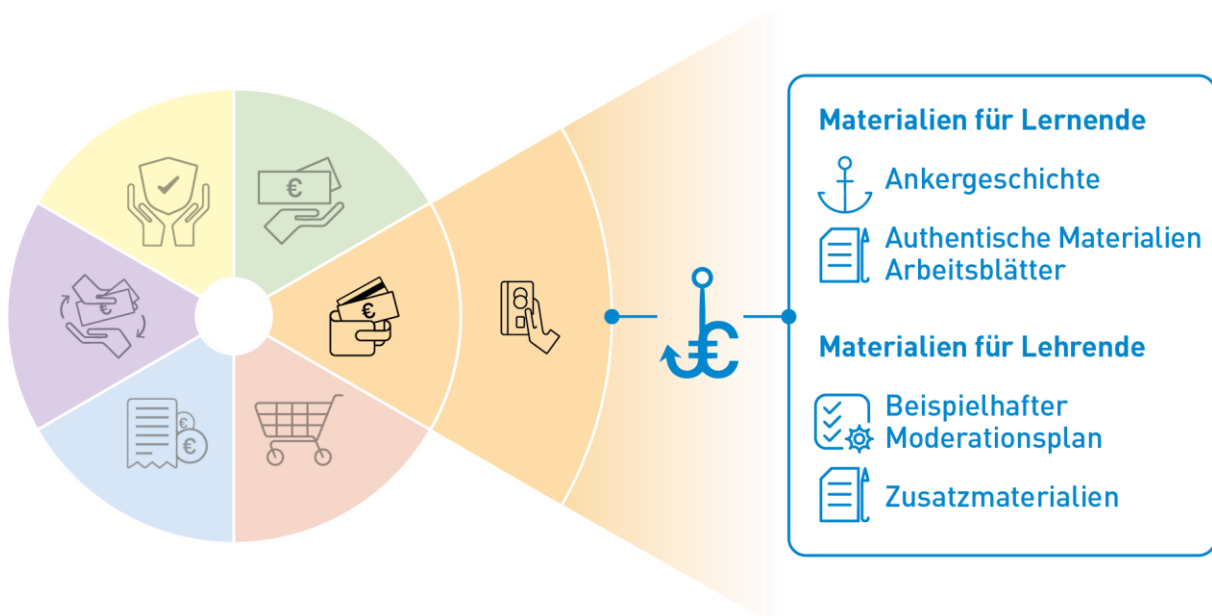 Materialien für Lernende
Ankergeschichte
Authentische Materialien
Arbeitsblätter
Materialien für Lehrende
Beispielhafter
Moderationsplan
Zusatzmaterialien